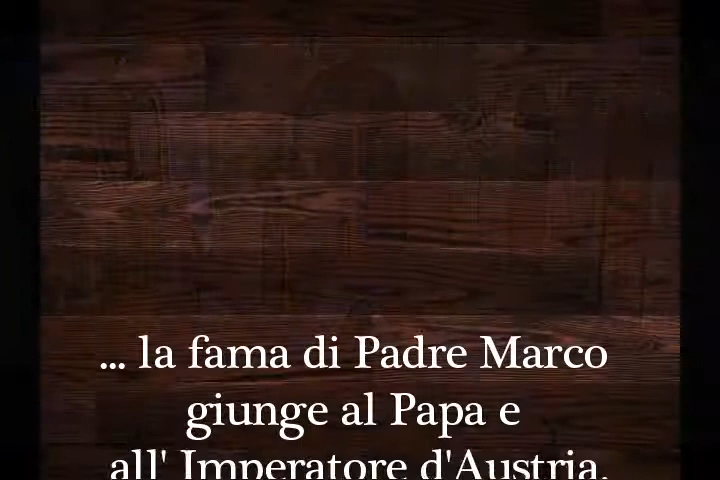 ... la fama di Padre Marco
giunge al Papa e
all' Imperatore d'Austria.